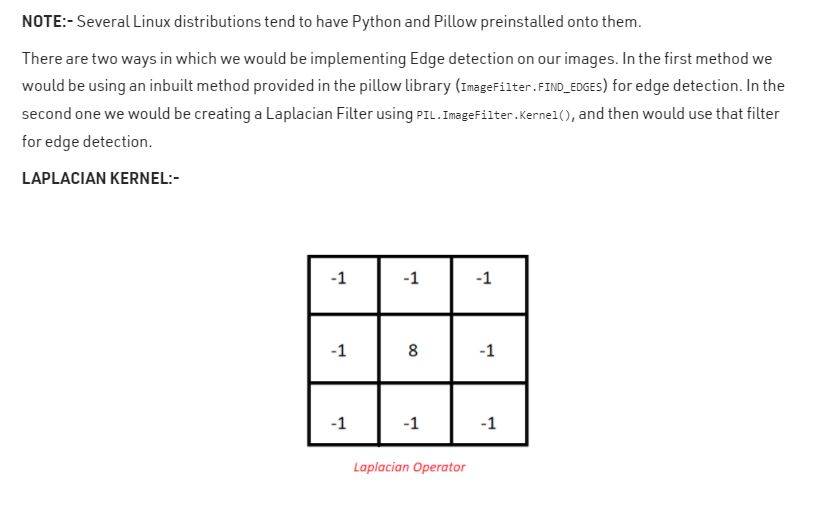 NOTE:- Several Linux distributions tend to have Python and Pillow preinstalled onto them.
There are two ways in which we would be implementing Edge detection on our images. In the first method we
would be using an inbuilt method provided in the pillow library (ImageFilter.FIND_EDGES) for edge detection. In the
second one we would be creating a Laplacian Filter using PIL.ImageFilter.Kernel(), and then would use that filter
for edge detection.
LAPLACIAN KERNEL:-
-1 -1 -1
-1 8 -1
-1 -1 -1
Laplacian Operator